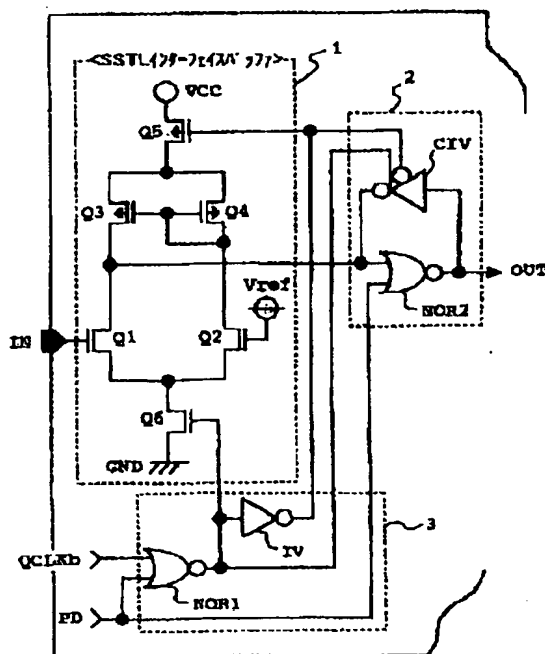 <SSTLインターフェイスバッファ>
1
VCC
2
Q5
CIV
Q3
Q4
OUT
Vref
NOR2
IN
Q1
Q2
Q6
GND
3
QCLKb
IV
NOR1
PD